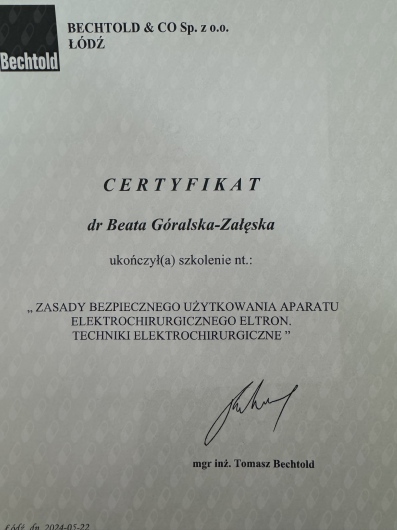 Bechtold
BECHTOLD & CO Sp. z o.o.
ŁÓDŹ
CERTYFIKAT
dr Beata Góralska-Załęska
ukończył(a) szkolenie nt.:
„ ZASADY BEZPIECZNEGO UŻYTKOWANIA APARATU
ELEKTROCHIRURGICZNEGO ELTRON.
TECHNIKI ELEKTROCHIRURGICZNE ”
mgr inż. Tomasz Bechtold
Łódź, dn. 2024-05-22